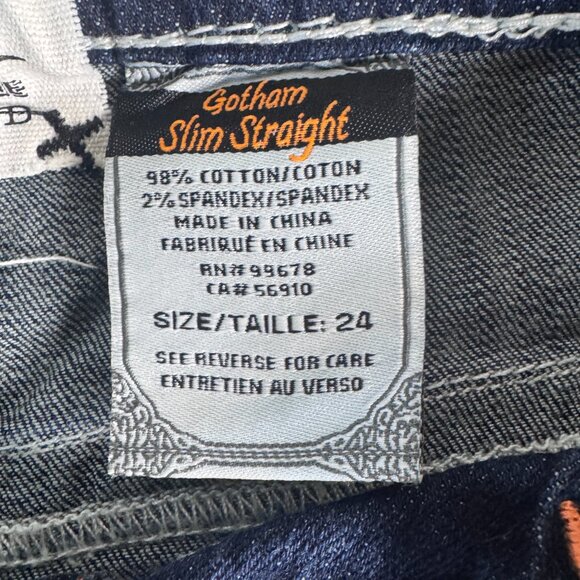 Gotham
Slim Straight
98% COTTON/COTON
2% SPANDEX/SPANDEX
MADE IN CHINA
FABRIQUÉ EN CHINE
RN# 99678
CA# 56910
SIZE/TAILLE: 24
SEE REVERSE FOR CARE
ENTRETIEN AU VERSO